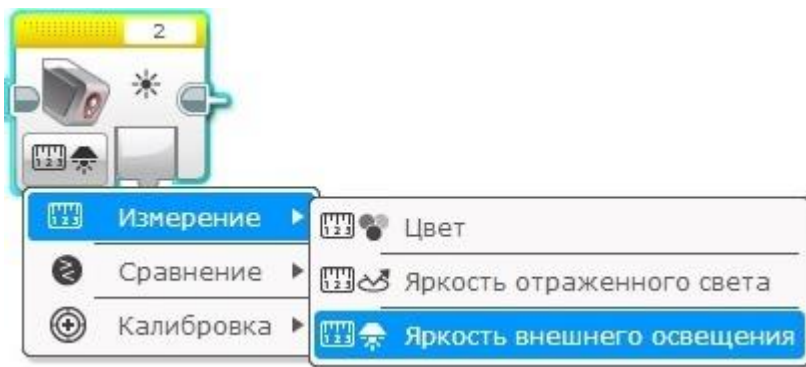 2
Измерение
Сравнение
Калибровка
Цвет
Яркость отраженного света
Яркость внешнего освещения